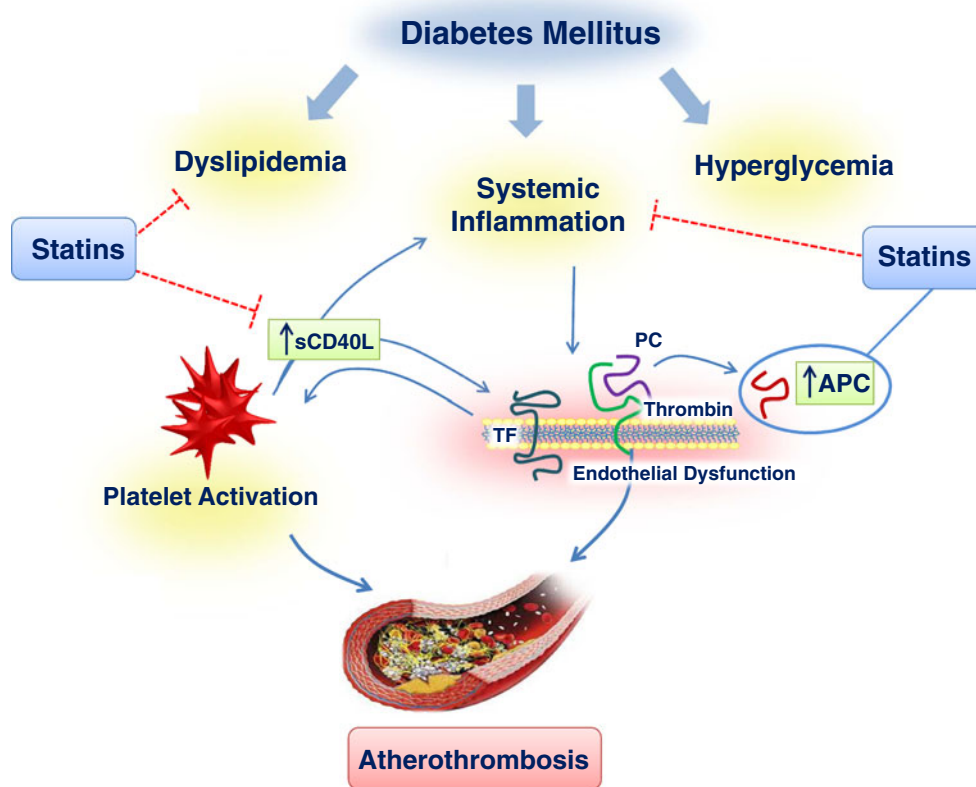 Diabetes Mellitus
Dyslipidemia
Hyperglycemia
Systemic
Inflammation
Statins
Statins
↑sCD40L
PC
↑APC
Thrombin
TF
Endothelial Dysfunction
Platelet Activation
Atherothrombosis